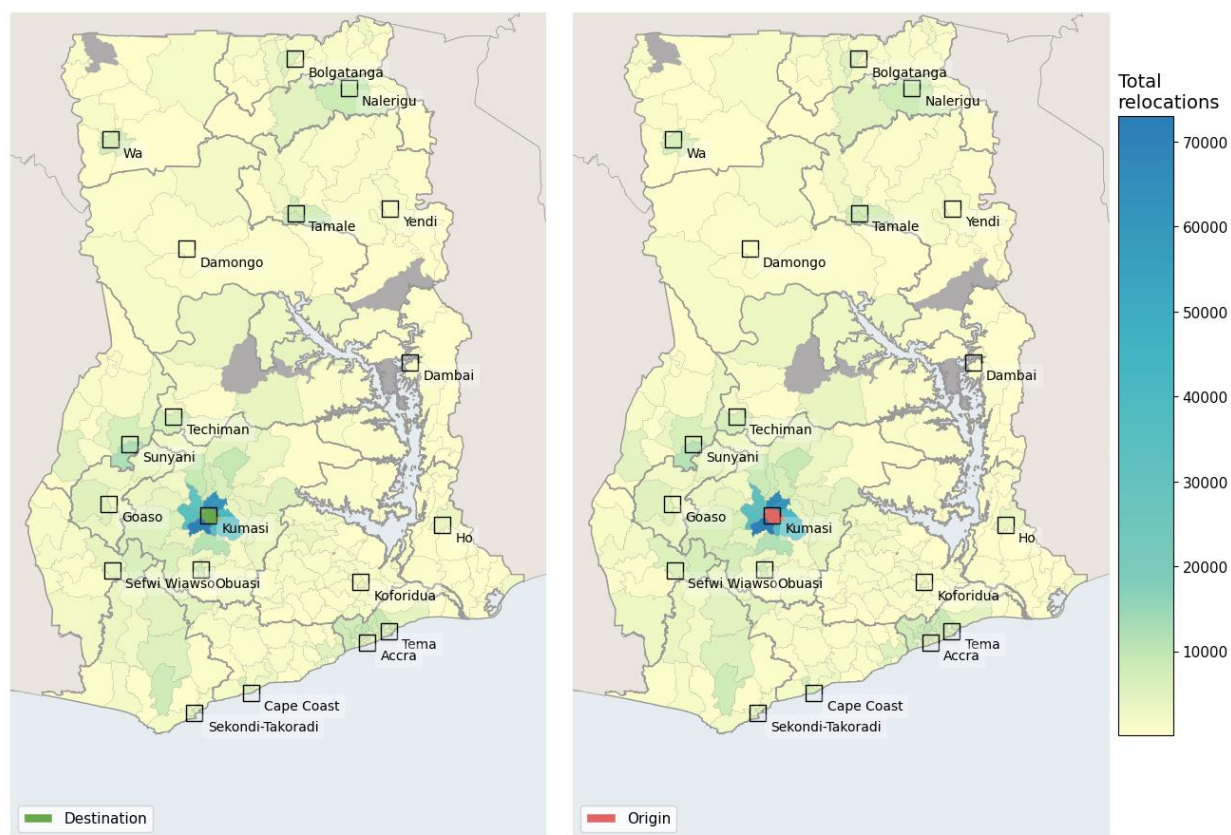 Bolgatanga
Nalerigu
Wa
Tamale
Yendi
Damongo
Dambai
Techiman
Sunyani
Goaso
Kumasi
Ho
Sefwi Wiawso
Obuasi
Koforidua
Tema
Accra
Cape Coast
Sekondi-Takoradi
Destination
Bolgatanga
Nalerigu
Wa
Tamale
Yendi
Damongo
Dambai
Techiman
Sunyani
Goaso
Kumasi
Ho
Sefwi Wiawso
Obuasi
Koforidua
Tema
Accra
Cape Coast
Sekondi-Takoradi
Origin
Total
relocations
70000
60000
50000
40000
30000
20000
10000